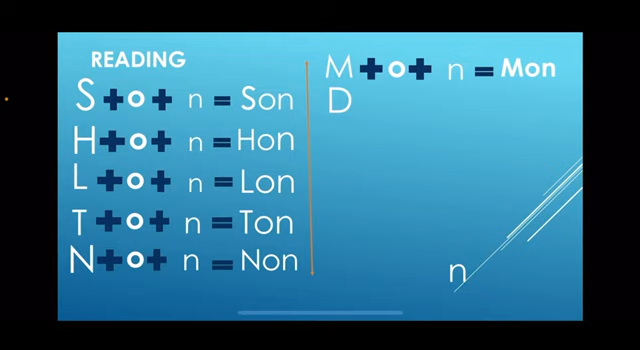 READING
S + o + n = Son
H + o + n = Hon
L + o + n = Lon
T + o + n = Ton
N + o + n = Non
M + o + n = Mon
D
n